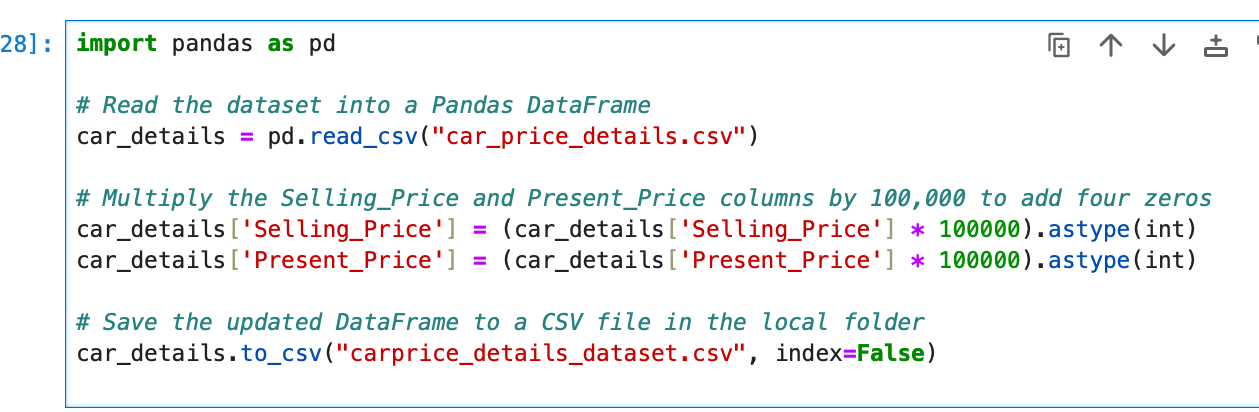 28]: import pandas as pd
# Read the dataset into a Pandas DataFrame
car_details = pd.read_csv("car_price_details.csv")
# Multiply the Selling_Price and Present_Price columns by 100,000 to add four zeros
car_details['Selling_Price'] = (car_details['Selling_Price'] * 100000).astype(int)
car_details['Present_Price'] = (car_details['Present_Price'] * 100000).astype(int)
# Save the updated DataFrame to a CSV file in the local folder
car_details.to_csv("carprice_details_dataset.csv", index=False)